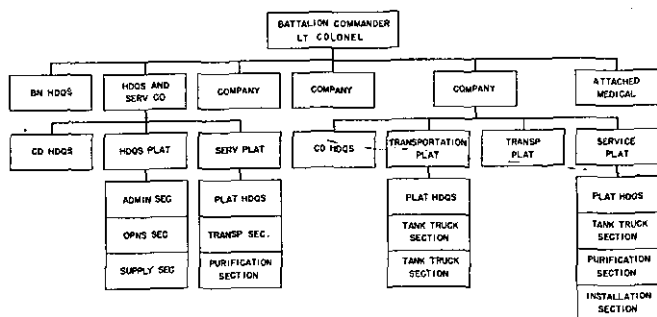 BATTALION COMMANDER
LT COLONEL
BN HDQS
HDQS AND
SERV CO
COMPANY
COMPANY
COMPANY
ATTACHED
MEDICAL
CD HDQS
HDQS PLAT
SERV PLAT
CD HDQS
TRANSPORTATION
PLAT
TRANSP
PLAT
SERVICE
PLAT
ADMIN SEC
OPNS SEC
SUPPLY SEC
PLAT HDQS
TRANSP SEC.
PURIFICATION
SECTION
PLAT HDQS
TANK TRUCK
SECTION
TANK TRUCK
SECTION
PLAT HDQS
TANK TRUCK
SECTION
PURIFICATION
SECTION
INSTALLATION
SECTION